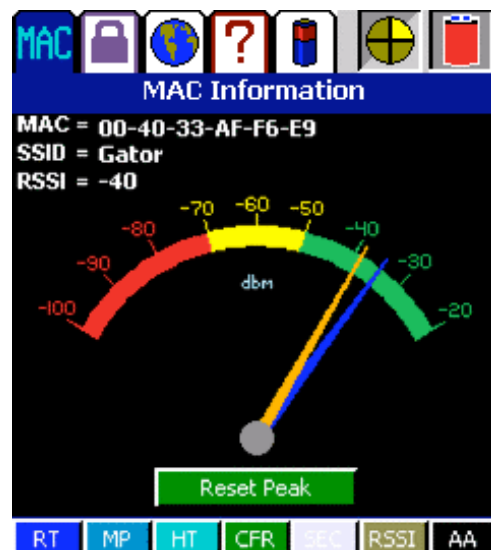 MAC
?
MAC Information
MAC = 00-40-33-AF-F6-E9
SSID = Gator
RSSI = -40
-100
-90
-80
-70
-60
-50
-40
-30
-20
dbm
Reset Peak
RT MP HT CFR SEC RSSI AA